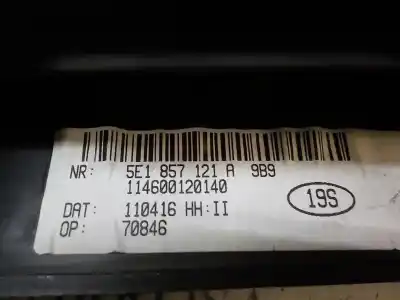 NR: 5E1 857 121 A 9B9
114600120140
19S
DAT: 110416 HH:II
OP: 70846